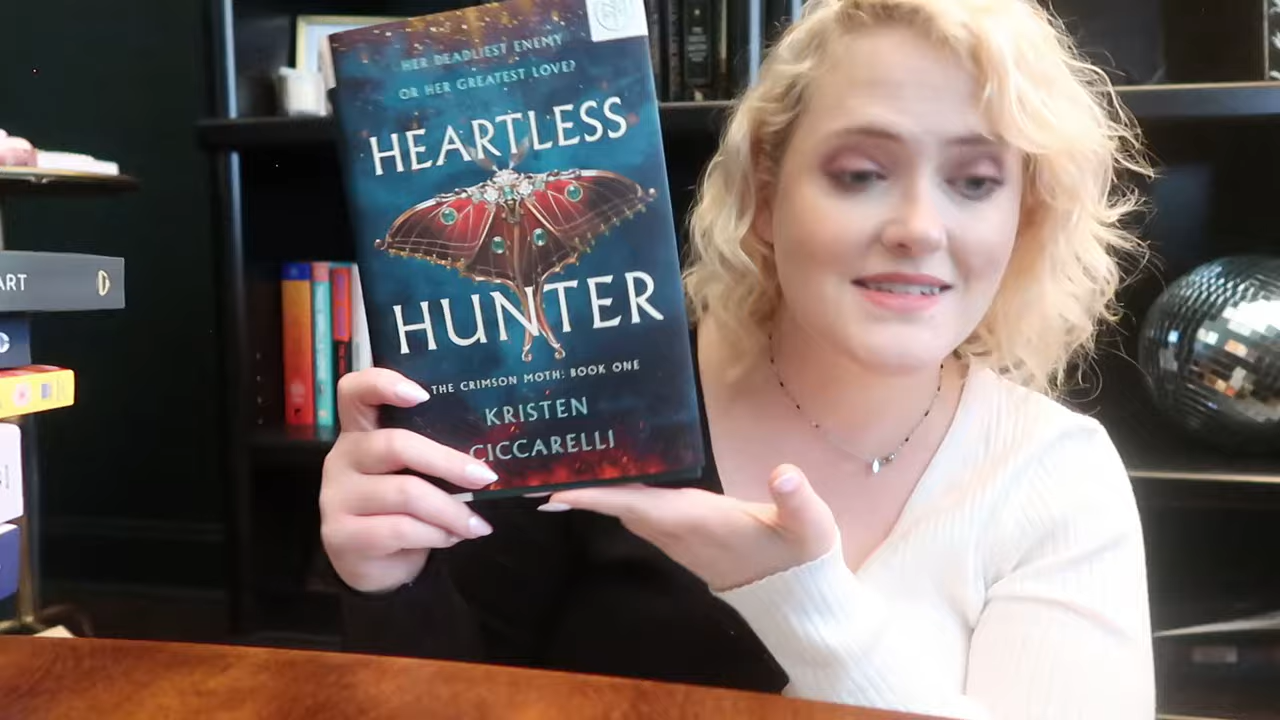 HER DEADLIEST ENEMY
OR HER GREATEST LOVE?
HEARTLESS
HUNTER
THE CRIMSON MOTH: BOOK ONE
KRISTEN
CICCARELLI
ART